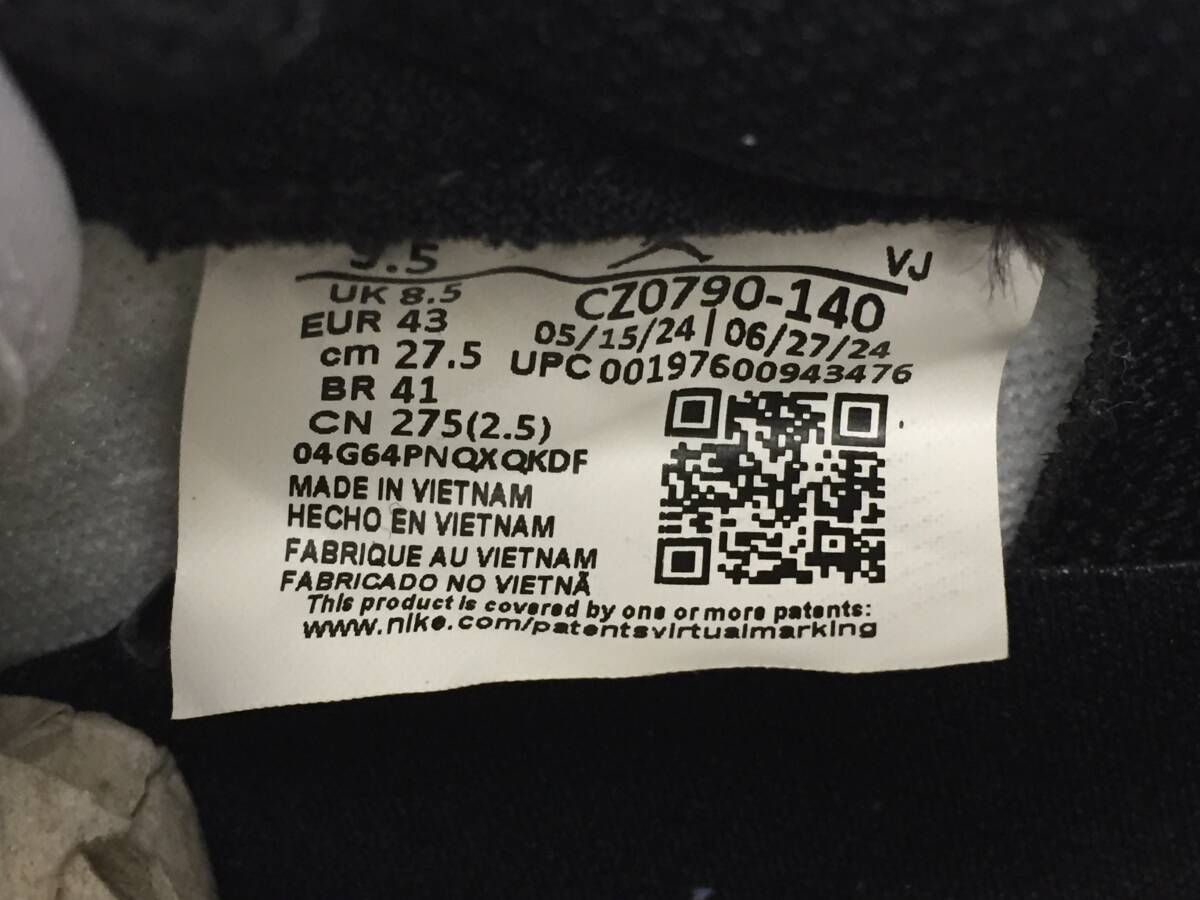 9.5
VJ
UK 8.5
CZ0790-140
EUR 43
05/15/24 | 06/27/24
cm 27.5
UPC 00197600943476
BR 41
CN 275(2.5)
04G64PNQXQKDF
MADE IN VIETNAM
HECHO EN VIETNAM
FABRIQUE AU VIETNAM
FABRICADO NO VIETNÃ
This product is covered by one or more patents:
www.nike.com/patentsvirtualmarking